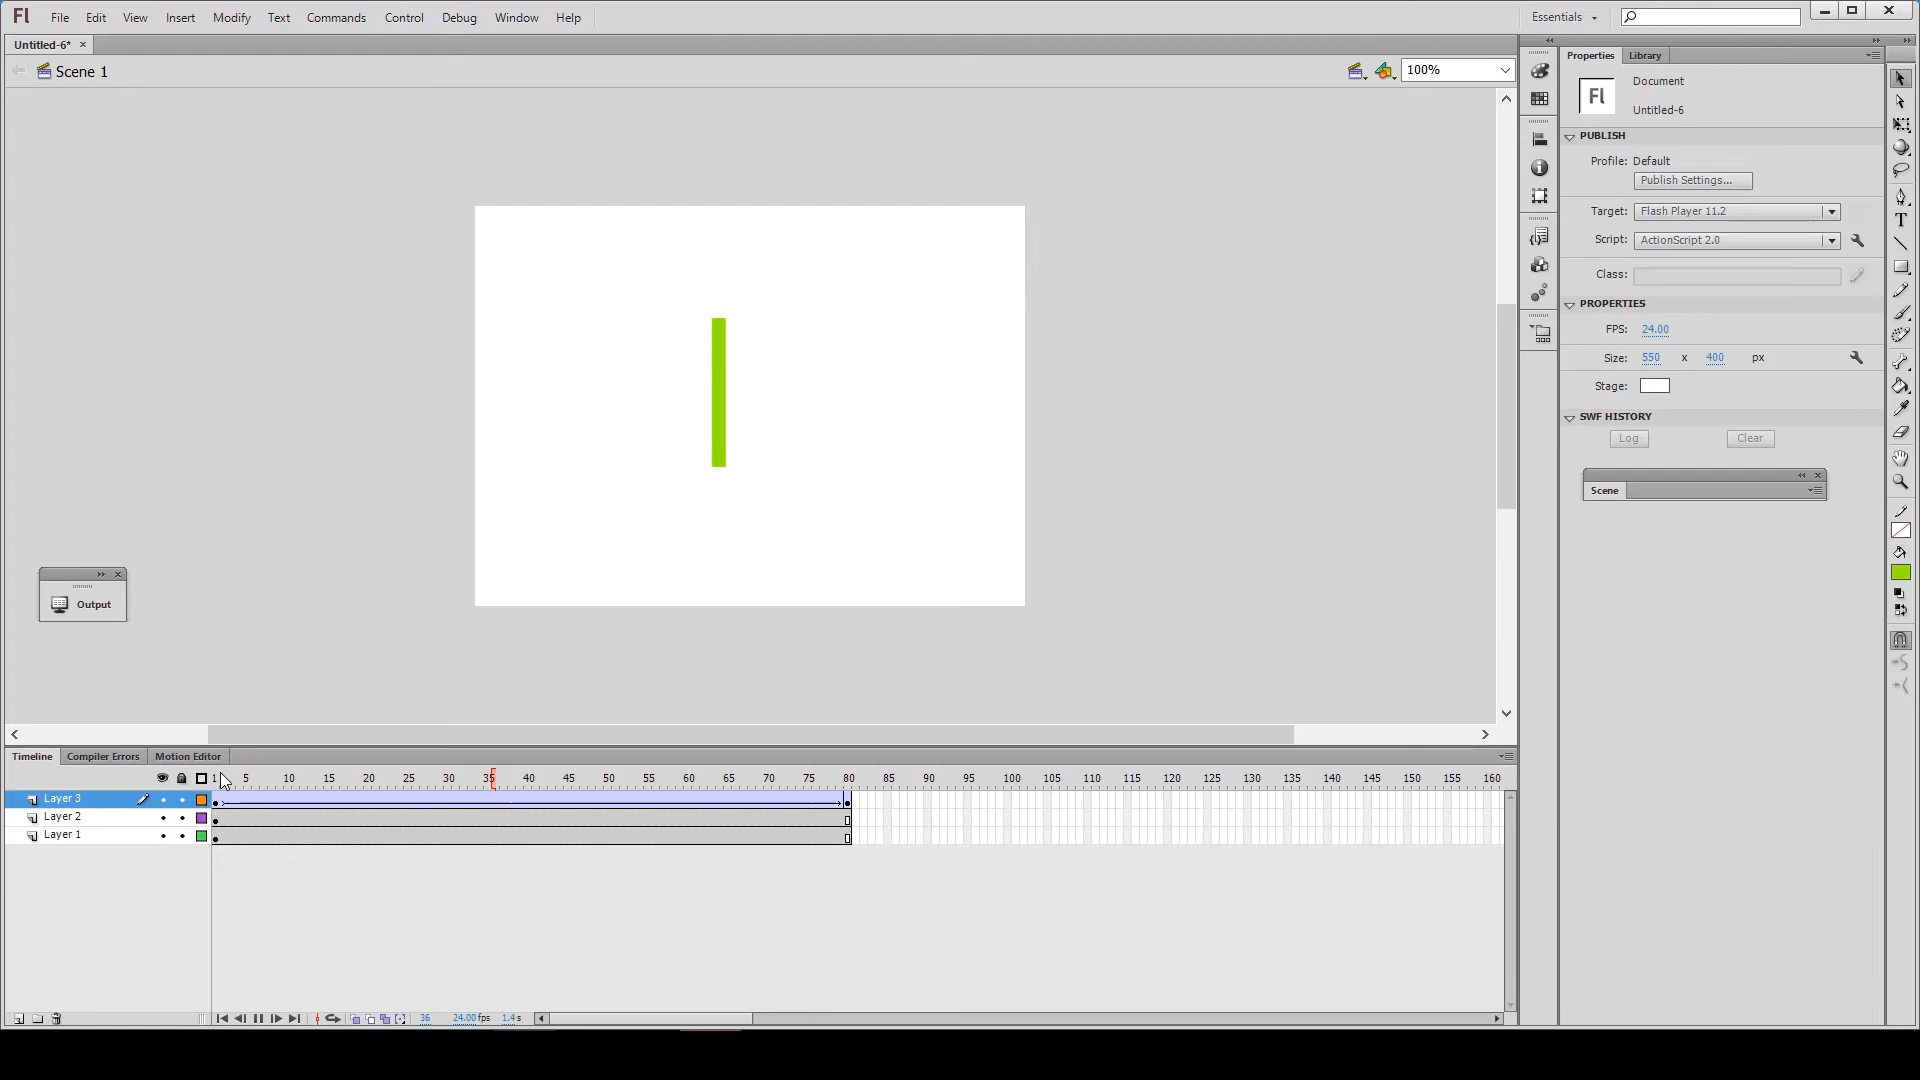 Fl File Edit View Insert Modify Text Commands Control Debug Window Help Essentials
Untitled-6*
Scene 1 100%
Properties Library
Fl Document
Untitled-6
PUBLISH
Profile: Default
Publish Settings...
Target: Flash Player 11.2
Script: ActionScript 2.0
Class:
PROPERTIES
FPS: 24.00
Size: 550 x 400 px
Stage:
SWF HISTORY
Log Clear
Scene
Output
Timeline Compiler Errors Motion Editor
1 5 10 15 20 25 30 35 40 45 50 55 60 65 70 75 80 85 90 95 100 105 110 115 120 125 130 135 140 145 150 155 160
Layer 3
Layer 2
Layer 1
36 24.00 fps 1.4 s